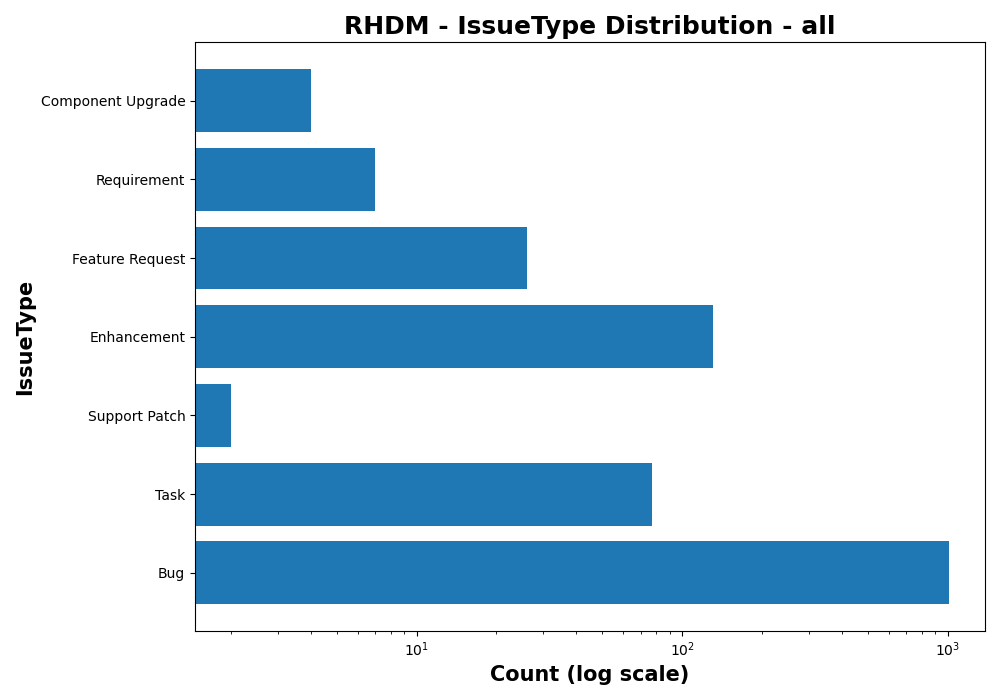 RHDM - IssueType Distribution - all
IssueType
Component Upgrade
Requirement
Feature Request
Enhancement
Support Patch
Task
Bug
10¹ 10² 10³
Count (log scale)